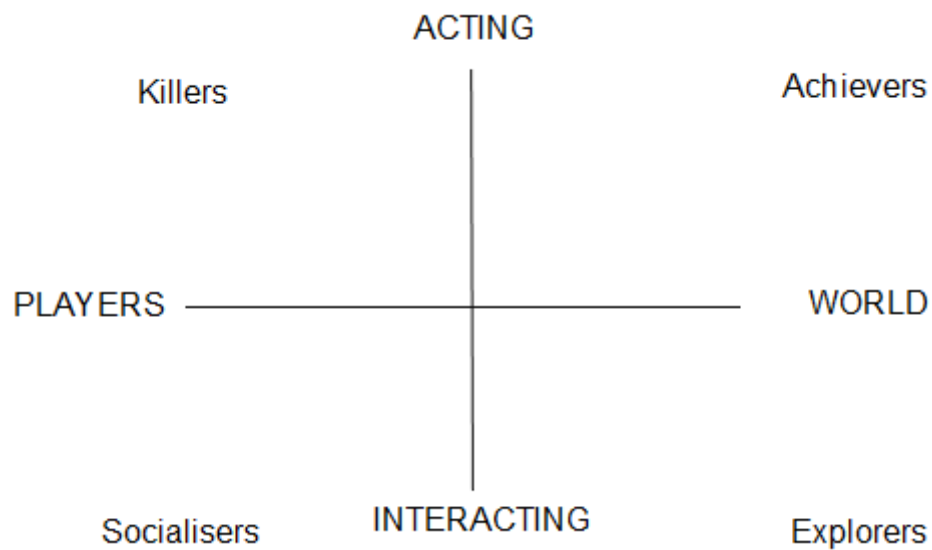 ACTING
Killers
Achievers
PLAYERS
WORLD
Socialisers
INTERACTING
Explorers